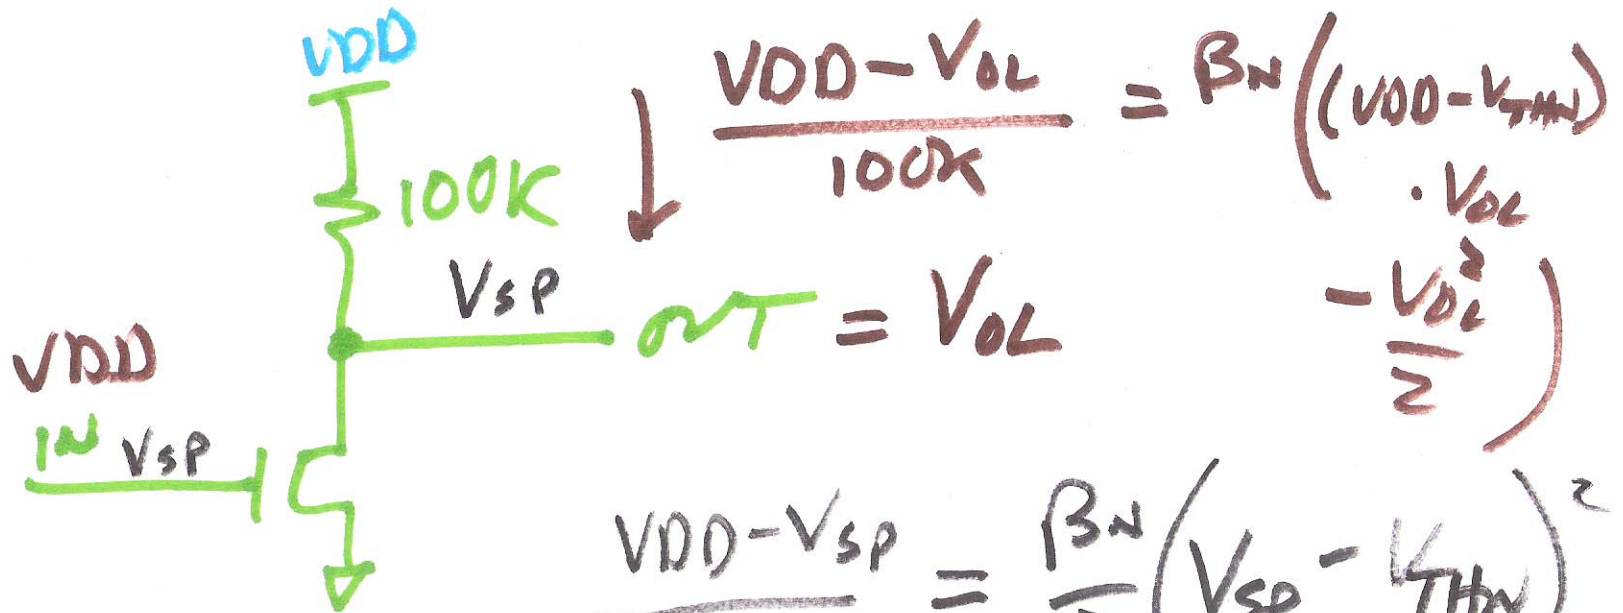 VDD
100K
VSP
OUT = VOL
VDD
IN VSP
VDD - VOL
100K
= βN ((VDD - VTHN)
· VOL
- VOL²
2 )
VDD - VSP = βN (VSP - VTHN)²